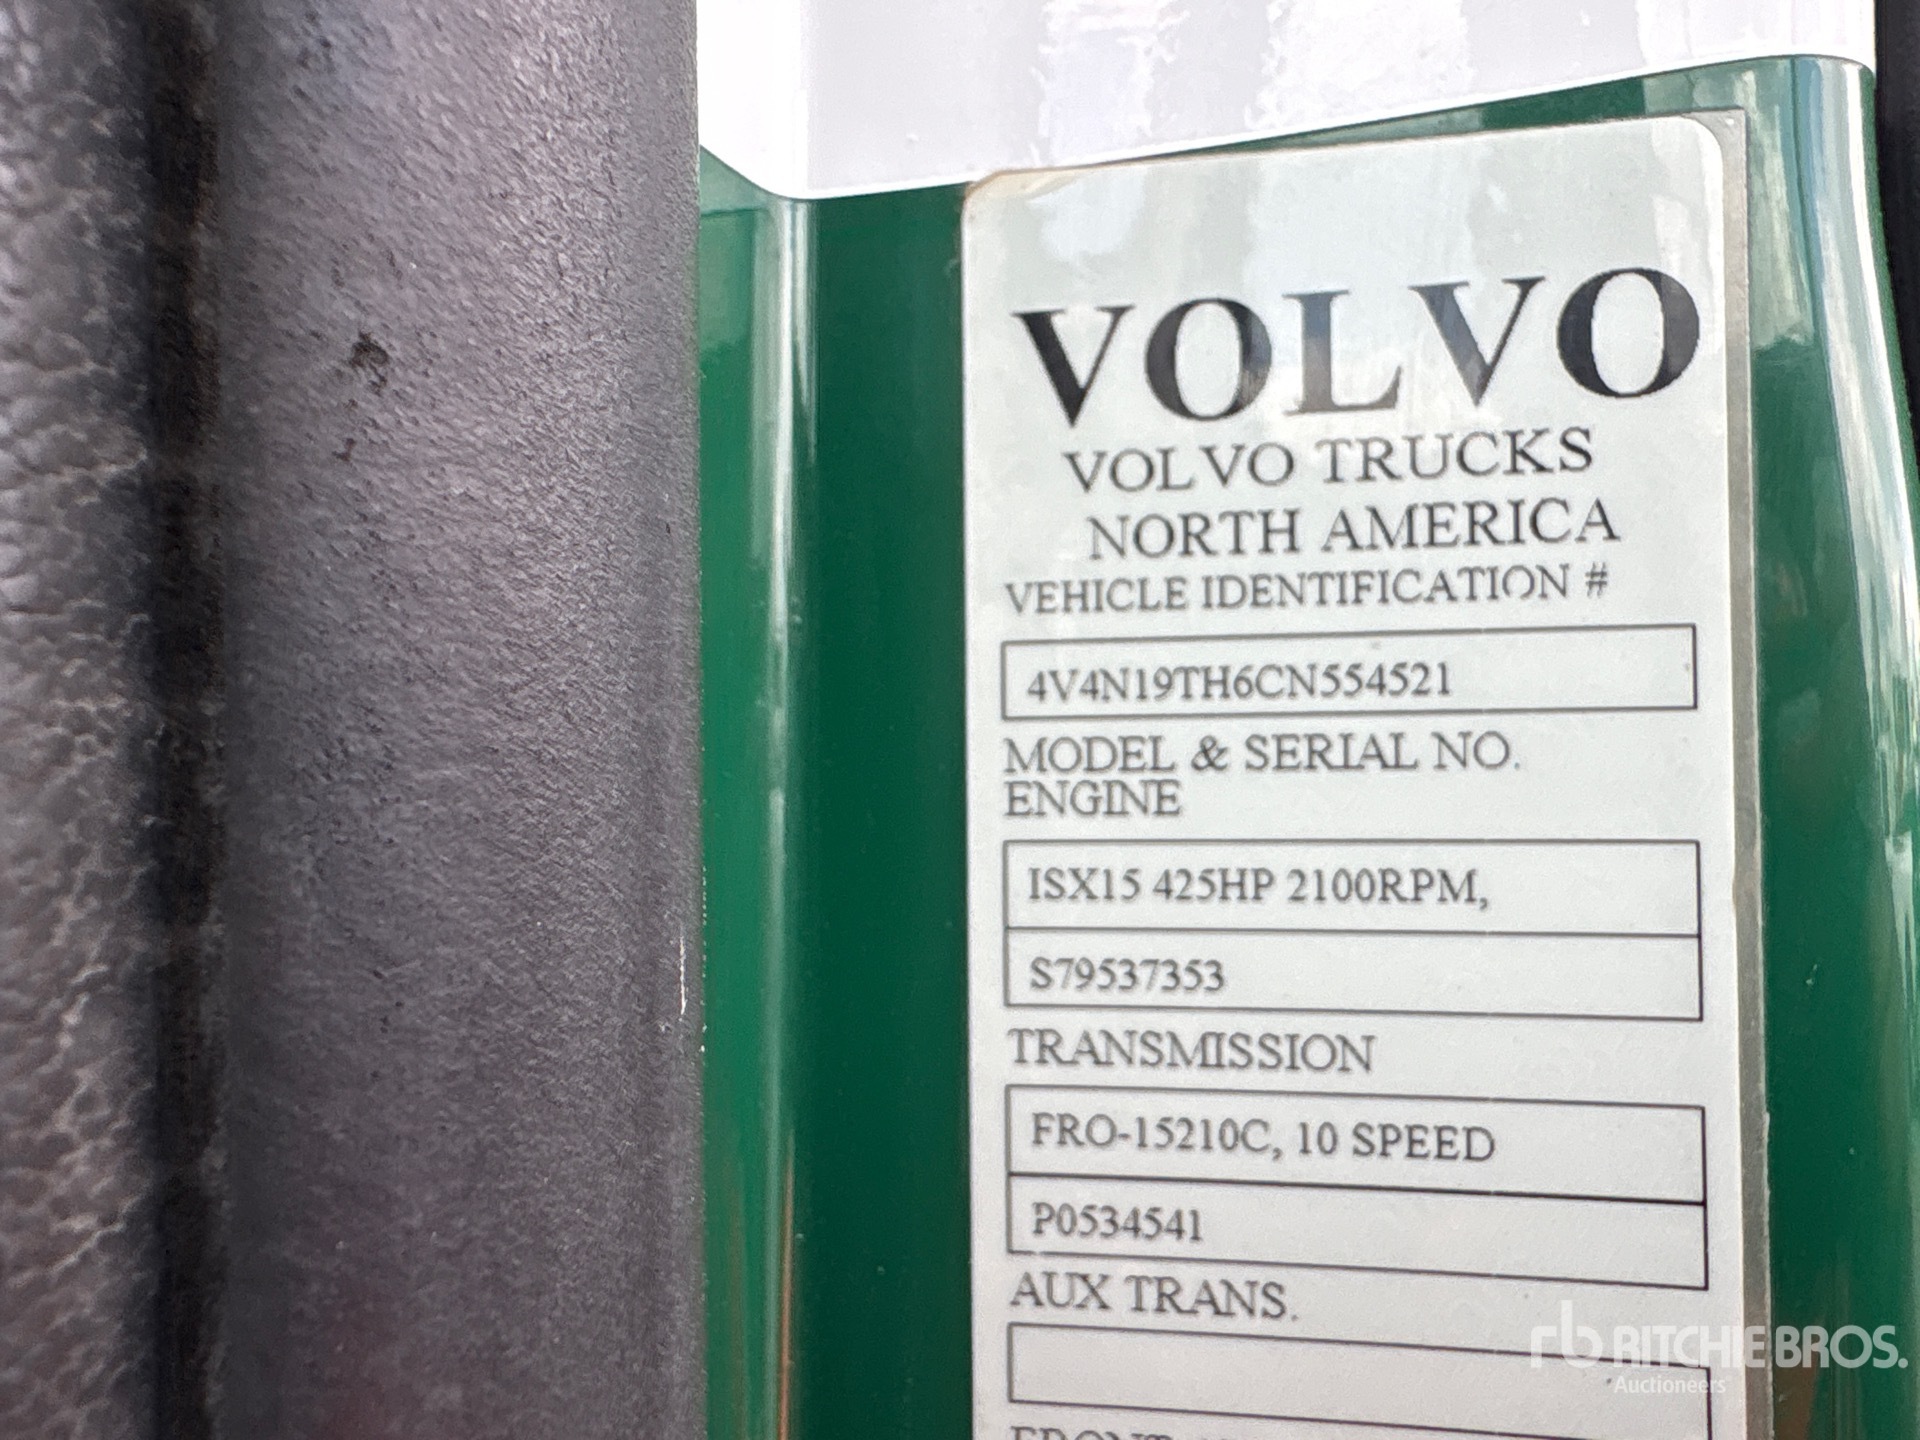 VOLVO
VOLVO TRUCKS
NORTH AMERICA
VEHICLE IDENTIFICATION #
4V4N19TH6CN554521
MODEL & SERIAL NO.
ENGINE
ISX15 425HP 2100RPM,
S79537353
TRANSMISSION
FRO-15210C, 10 SPEED
P0534541
AUX TRANS.
rb RITCHIE BROS.
Auctioneers